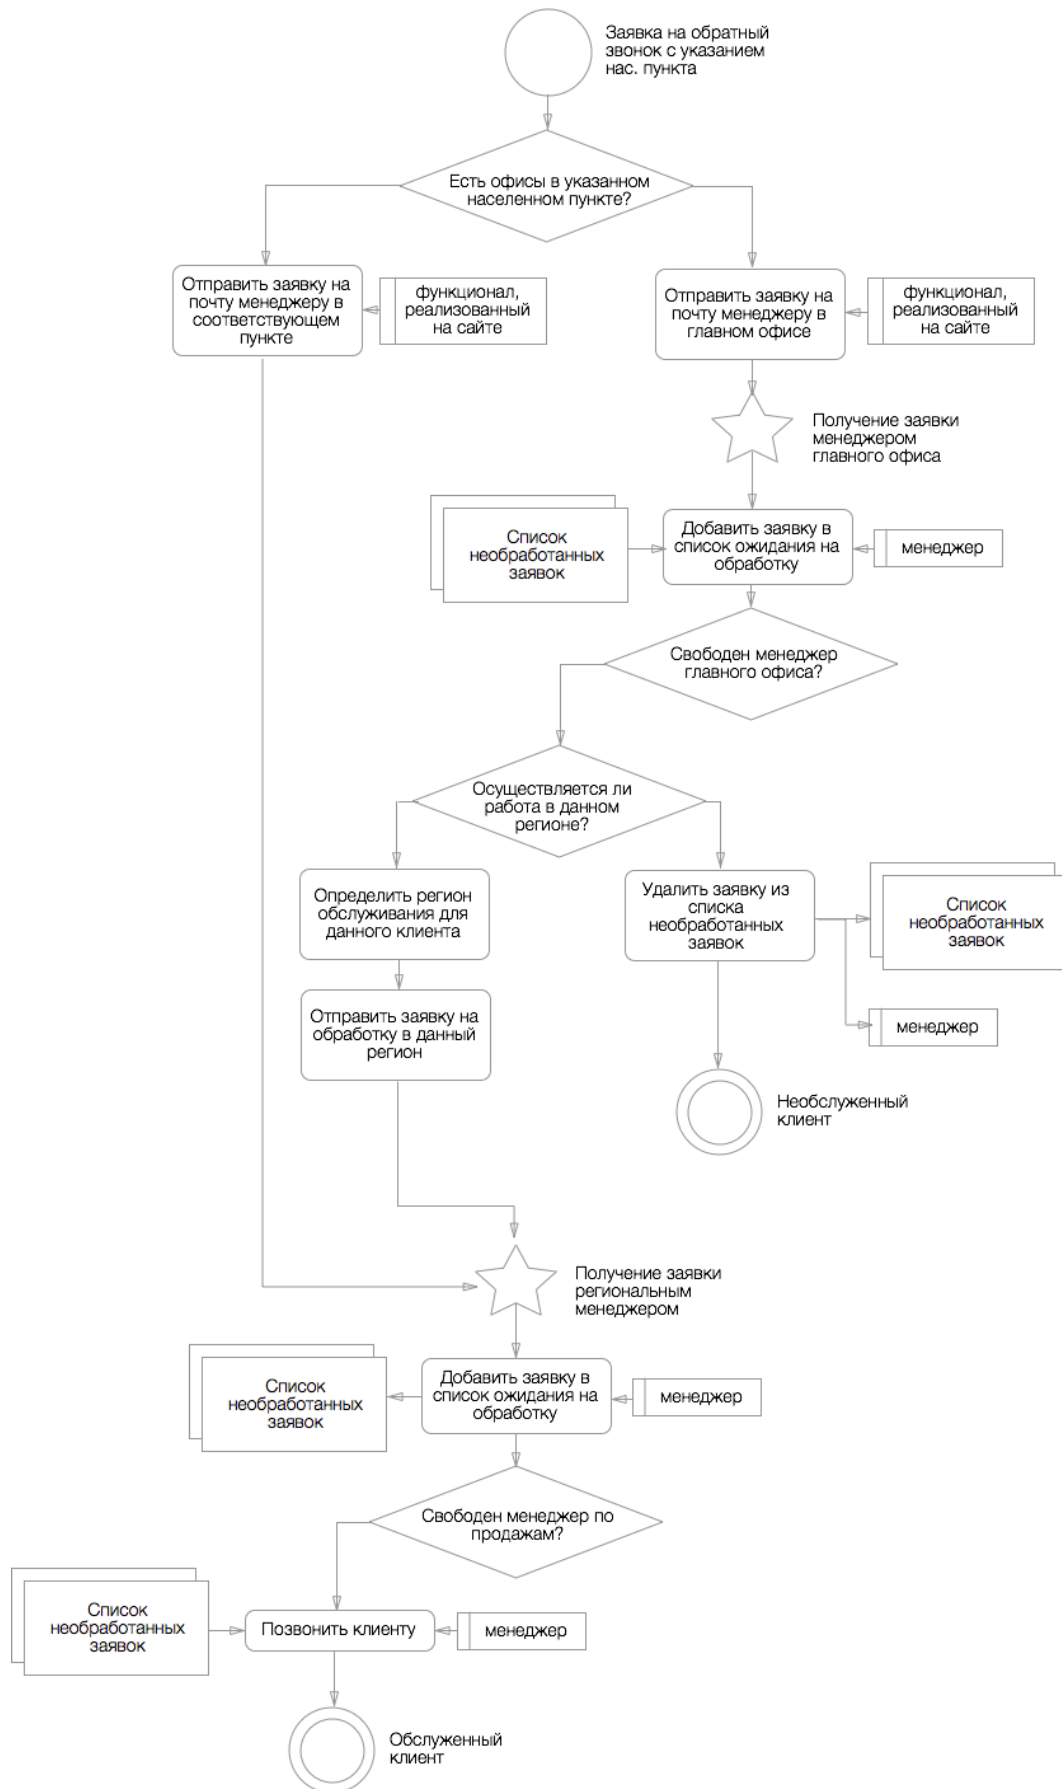 Заявка на обратный
звонок с указанием
нас. пункта
Есть офисы в указанном
населенном пункте?
Отправить заявку на
почту менеджеру в
соответствующем
пункте
функционал,
реализованный
на сайте
Отправить заявку на
почту менеджеру в
главном офисе
функционал,
реализованный
на сайте
Получение заявки
менеджером
главного офиса
Список
необработанных
заявок
Добавить заявку в
список ожидания на
обработку
менеджер
Свободен менеджер
главного офиса?
Осуществляется ли
работа в данном
регионе?
Определить регион
обслуживания для
данного клиента
Удалить заявку из
списка
необработанных
заявок
Список
необработанных
заявок
Отправить заявку на
обработку в данный
регион
менеджер
Необслуженный
клиент
Получение заявки
региональным
менеджером
Список
необработанных
заявок
Добавить заявку в
список ожидания на
обработку
менеджер
Свободен менеджер по
продажам?
Список
необработанных
заявок
Позвонить клиенту
менеджер
Обслуженный
клиент